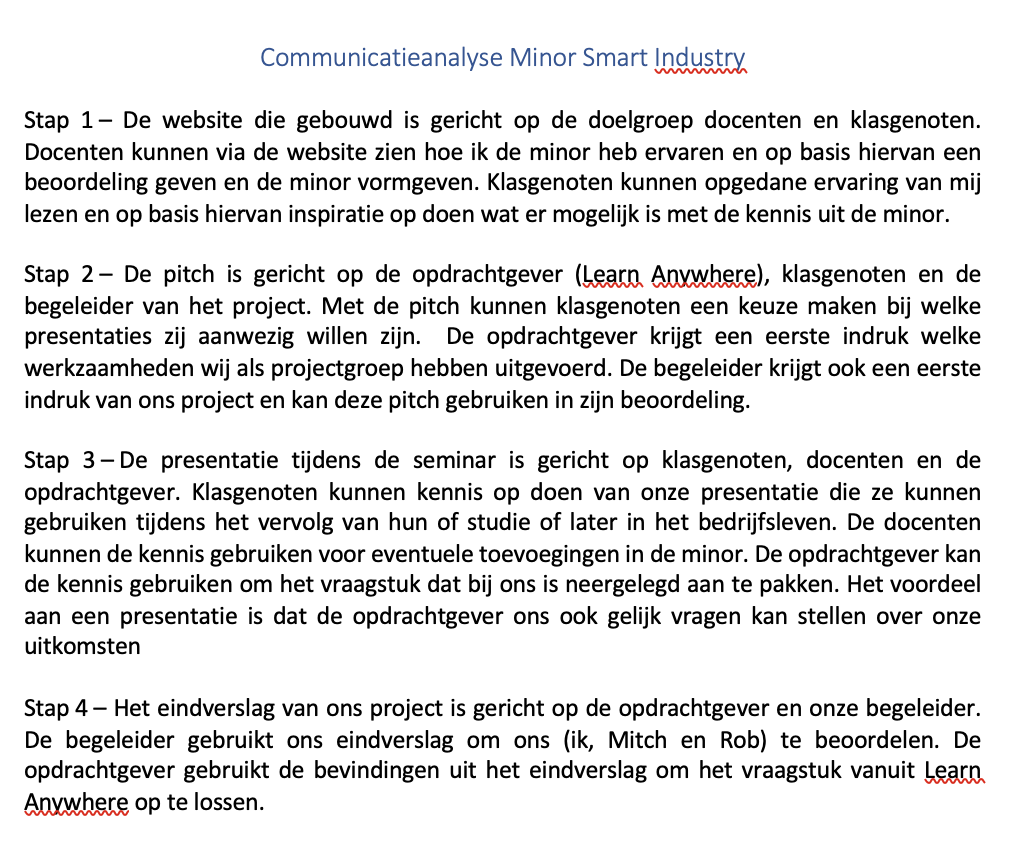 Communicatieanalyse Minor Smart Industry
Stap 1 – De website die gebouwd is gericht op de doelgroep docenten en klasgenoten.
Docenten kunnen via de website zien hoe ik de minor heb ervaren en op basis hiervan een
beoordeling geven en de minor vormgeven. Klasgenoten kunnen opgedane ervaring van mij
lezen en op basis hiervan inspiratie op doen wat er mogelijk is met de kennis uit de minor.
Stap 2 – De pitch is gericht op de opdrachtgever (Learn Anywhere), klasgenoten en de
begeleider van het project. Met de pitch kunnen klasgenoten een keuze maken bij welke
presentaties zij aanwezig willen zijn.  De opdrachtgever krijgt een eerste indruk welke
werkzaamheden wij als projectgroep hebben uitgevoerd. De begeleider krijgt ook een eerste
indruk van ons project en kan deze pitch gebruiken in zijn beoordeling.
Stap 3 – De presentatie tijdens de seminar is gericht op klasgenoten, docenten en de
opdrachtgever. Klasgenoten kunnen kennis op doen van onze presentatie die ze kunnen
gebruiken tijdens het vervolg van hun of studie of later in het bedrijfsleven. De docenten
kunnen de kennis gebruiken voor eventuele toevoegingen in de minor. De opdrachtgever kan
de kennis gebruiken om het vraagstuk dat bij ons is neergelegd aan te pakken. Het voordeel
aan een presentatie is dat de opdrachtgever ons ook gelijk vragen kan stellen over onze
uitkomsten
Stap 4 – Het eindverslag van ons project is gericht op de opdrachtgever en onze begeleider.
De begeleider gebruikt ons eindverslag om ons (ik, Mitch en Rob) te beoordelen. De
opdrachtgever gebruikt de bevindingen uit het eindverslag om het vraagstuk vanuit Learn
Anywhere op te lossen.